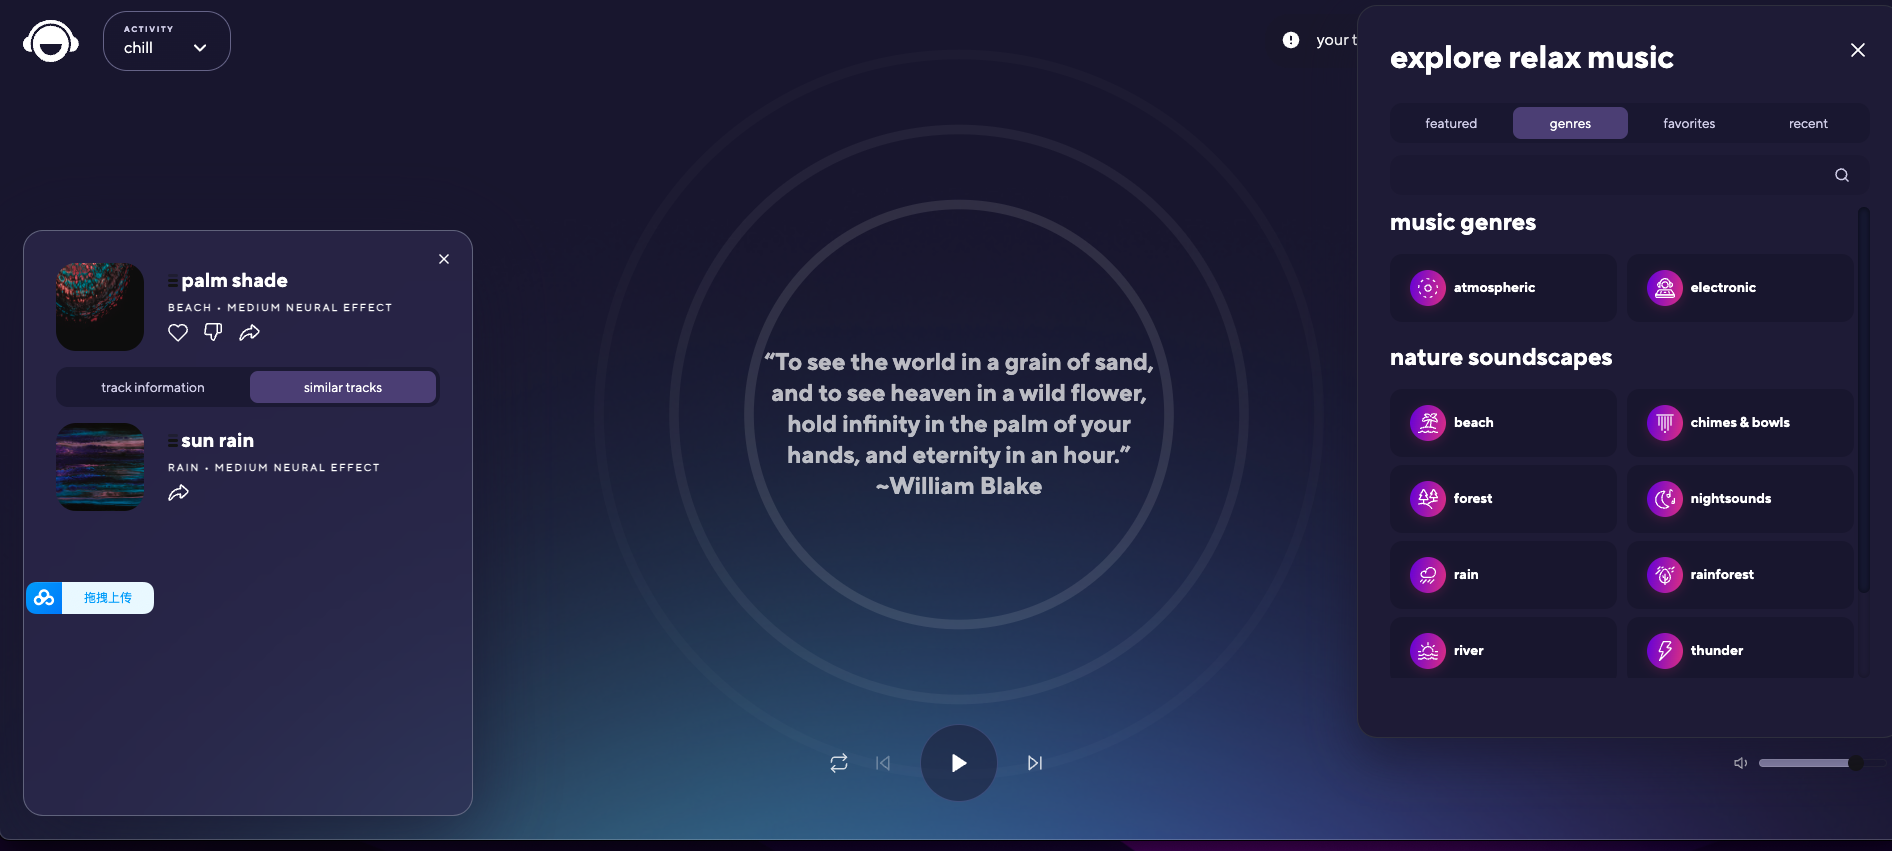 ACTIVITY
chill
your t
explore relax music
featured
genres
favorites
recent
music genres
atmospheric
electronic
nature soundscapes
beach
chimes & bowls
forest
nightsounds
rain
rainforest
river
thunder
palm shade
BEACH • MEDIUM NEURAL EFFECT
track information
similar tracks
sun rain
RAIN • MEDIUM NEURAL EFFECT
拖拽上传
“To see the world in a grain of sand,
and to see heaven in a wild flower,
hold infinity in the palm of your
hands, and eternity in an hour.”
~William Blake